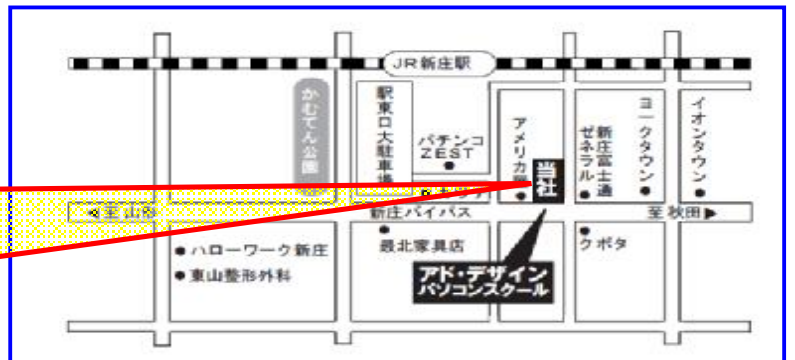 JR新庄駅
かむてん公園
駅東口大駐車場
パチンコ
ZEST
アメリカ屋
当社
新庄富士通
ゼネラル
ヨークタウン
イオンタウン
◀至山形
新庄バイパス
至秋田▶
ハローワーク新庄
東山整形外科
最北家具店
クボタ
アド・デザイン
パソコンスクール